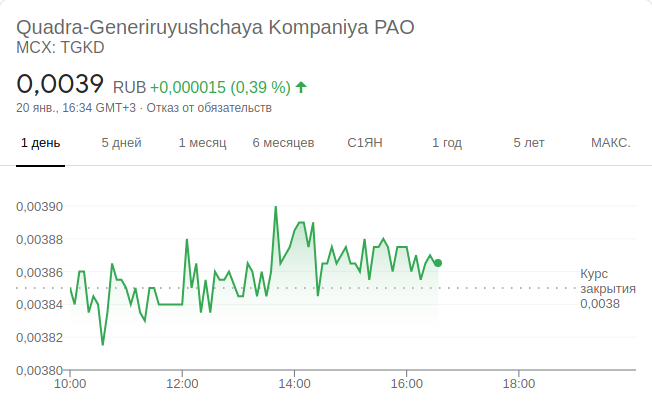 Quadra-Generiruyushchaya Kompaniya PAO
MCX: TGKD
0,0039 RUB +0,000015 (0,39 %)
20 янв., 16:34 GMT+3 · Отказ от обязательств
1 день 5 дней 1 месяц 6 месяцев С1ЯН 1 год 5 лет МАКС.
0,00390
0,00388
0,00386
0,00384
0,00382
0,00380
Курс
закрытия
0,0038
10:00 12:00 14:00 16:00 18:00